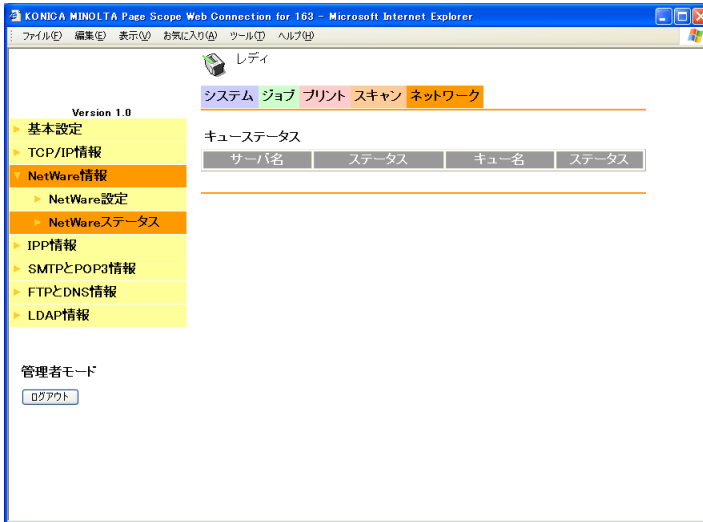 KONICA MINOLTA Page Scope Web Connection for 163 - Microsoft Internet Explorer
ファイル(F) 編集(E) 表示(V) お気に入り(A) ツール(T) ヘルプ(H)
レディ
システム ジョブ プリント スキャン ネットワーク
Version 1.0
基本設定
TCP/IP情報
NetWare情報
NetWare設定
NetWareステータス
IPP情報
SMTPとPOP3情報
FTPとDNS情報
LDAP情報
管理者モード
ログアウト
キューステータス
サーバ名 ステータス キュー名 ステータス